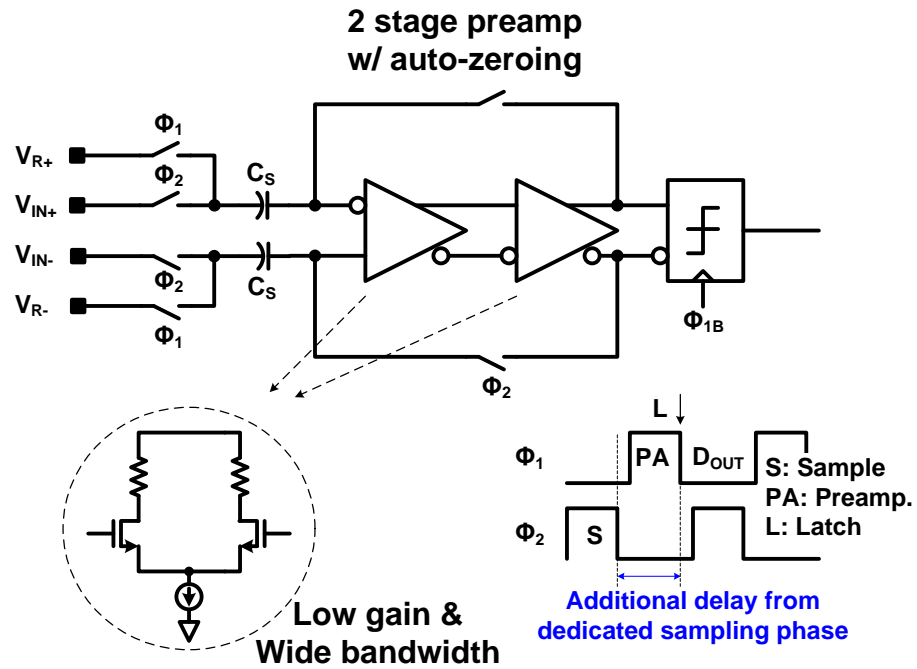 2 stage preamp
w/ auto-zeroing
Φ1
VR+
Φ2
CS
VIN+
VIN-
Φ2
CS
VR-
Φ1
Φ1B
Φ2
L
Φ1
PA
DOUT
S: Sample
PA: Preamp.
L: Latch
Φ2
S
Additional delay from
dedicated sampling phase
Low gain &
Wide bandwidth